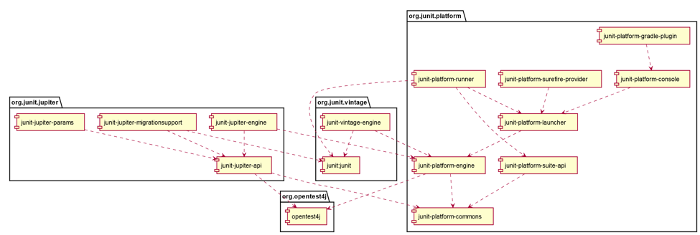 org.junit.platform
junit-platform-gradle-plugin
junit-platform-runner
junit-platform-surefire-provider
junit-platform-console
org.junit.jupiter
org.junit.vintage
junit-jupiter-params
junit-jupiter-migrationsupport
junit-jupiter-engine
junit-vintage-engine
junit-platform-launcher
junit-jupiter-api
junit:junit
junit-platform-engine
junit-platform-suite-api
org.opentest4j
opentest4j
junit-platform-commons